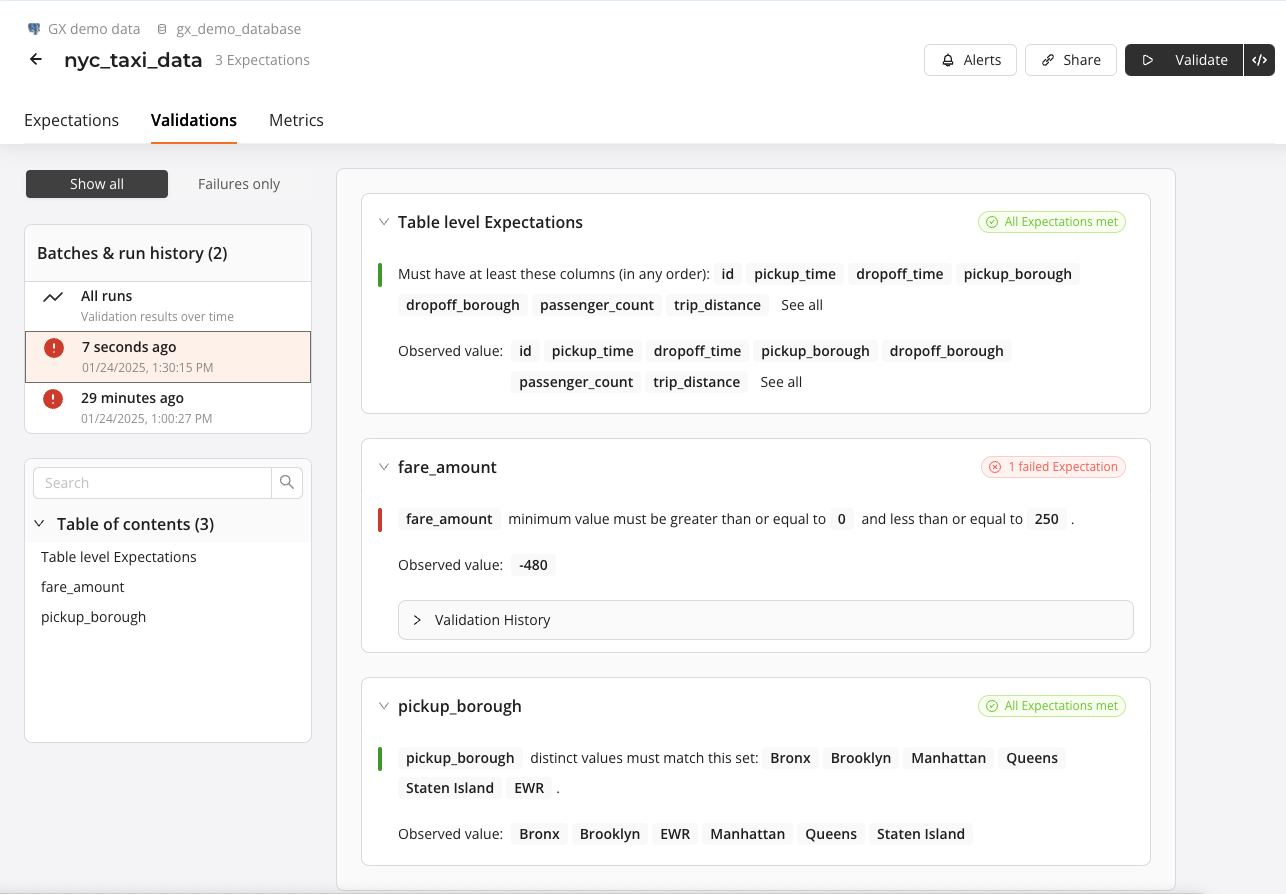 GX demo data gx_demo_database
nyc_taxi_data 3 Expectations
Alerts Share Validate </>
Expectations Validations Metrics
Show all Failures only
Batches & run history (2)
All runs
Validation results over time
7 seconds ago
01/24/2025, 1:30:15 PM
29 minutes ago
01/24/2025, 1:00:27 PM
Search
Table of contents (3)
Table level Expectations
fare_amount
pickup_borough
Table level Expectations All Expectations met
Must have at least these columns (in any order): id pickup_time dropoff_time pickup_borough
dropoff_borough passenger_count trip_distance See all
Observed value: id pickup_time dropoff_time pickup_borough dropoff_borough
passenger_count trip_distance See all
fare_amount 1 failed Expectation
fare_amount minimum value must be greater than or equal to 0 and less than or equal to 250 .
Observed value: -480
Validation History
pickup_borough All Expectations met
pickup_borough distinct values must match this set: Bronx Brooklyn Manhattan Queens
Staten Island EWR .
Observed value: Bronx Brooklyn EWR Manhattan Queens Staten Island